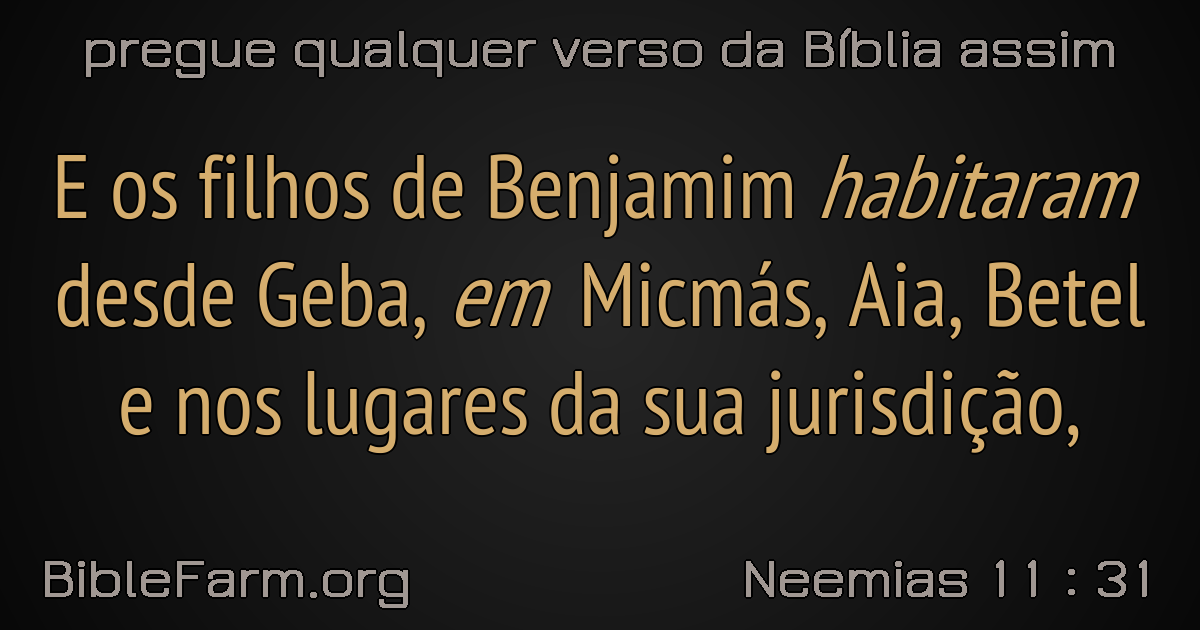 pregue qualquer verso da Bíblia assim
E os filhos de Benjamim habitaram
desde Geba, em Micmás, Aia, Betel
e nos lugares da sua jurisdição,
BibleFarm.org
Neemias 11 : 31